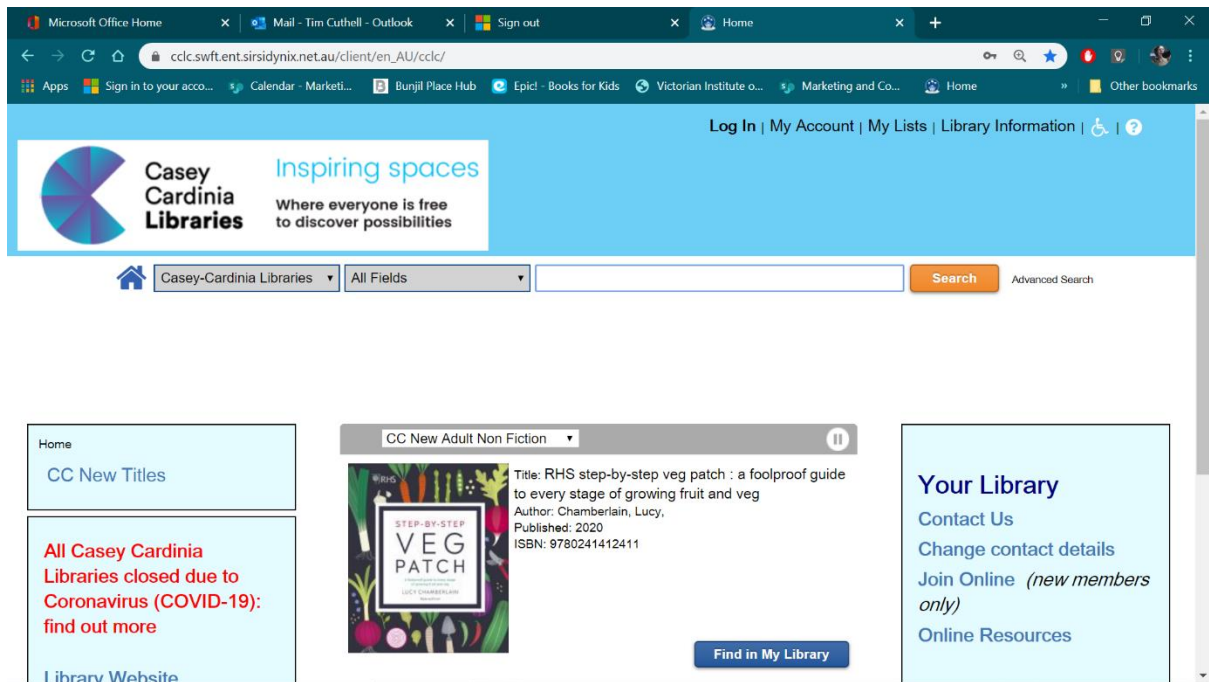 Microsoft Office Home
Mail - Tim Cuthell - Outlook
Sign out
Home
cclc.swft.ent.sirsidynix.net.au/client/en_AU/cclc/
Apps
Sign in to your acco...
Calendar - Marketi...
Bunjil Place Hub
Epic! - Books for Kids
Victorian Institute o...
Marketing and Co...
Home
»
Other bookmarks
Log In | My Account | My Lists | Library Information | | ?
Casey
Cardinia
Libraries
Inspiring spaces
Where everyone is free
to discover possibilities
Casey-Cardinia Libraries
All Fields
Search
Advanced Search
Home
CC New Titles
All Casey Cardinia
Libraries closed due to
Coronavirus (COVID-19):
find out more
Library Website
CC New Adult Non Fiction
RHS
STEP-BY-STEP
VEG
PATCH
LUCY CHAMBERLAIN
Title: RHS step-by-step veg patch : a foolproof guide
to every stage of growing fruit and veg
Author: Chamberlain, Lucy,
Published: 2020
ISBN: 9780241412411
Find in My Library
Your Library
Contact Us
Change contact details
Join Online (new members
only)
Online Resources